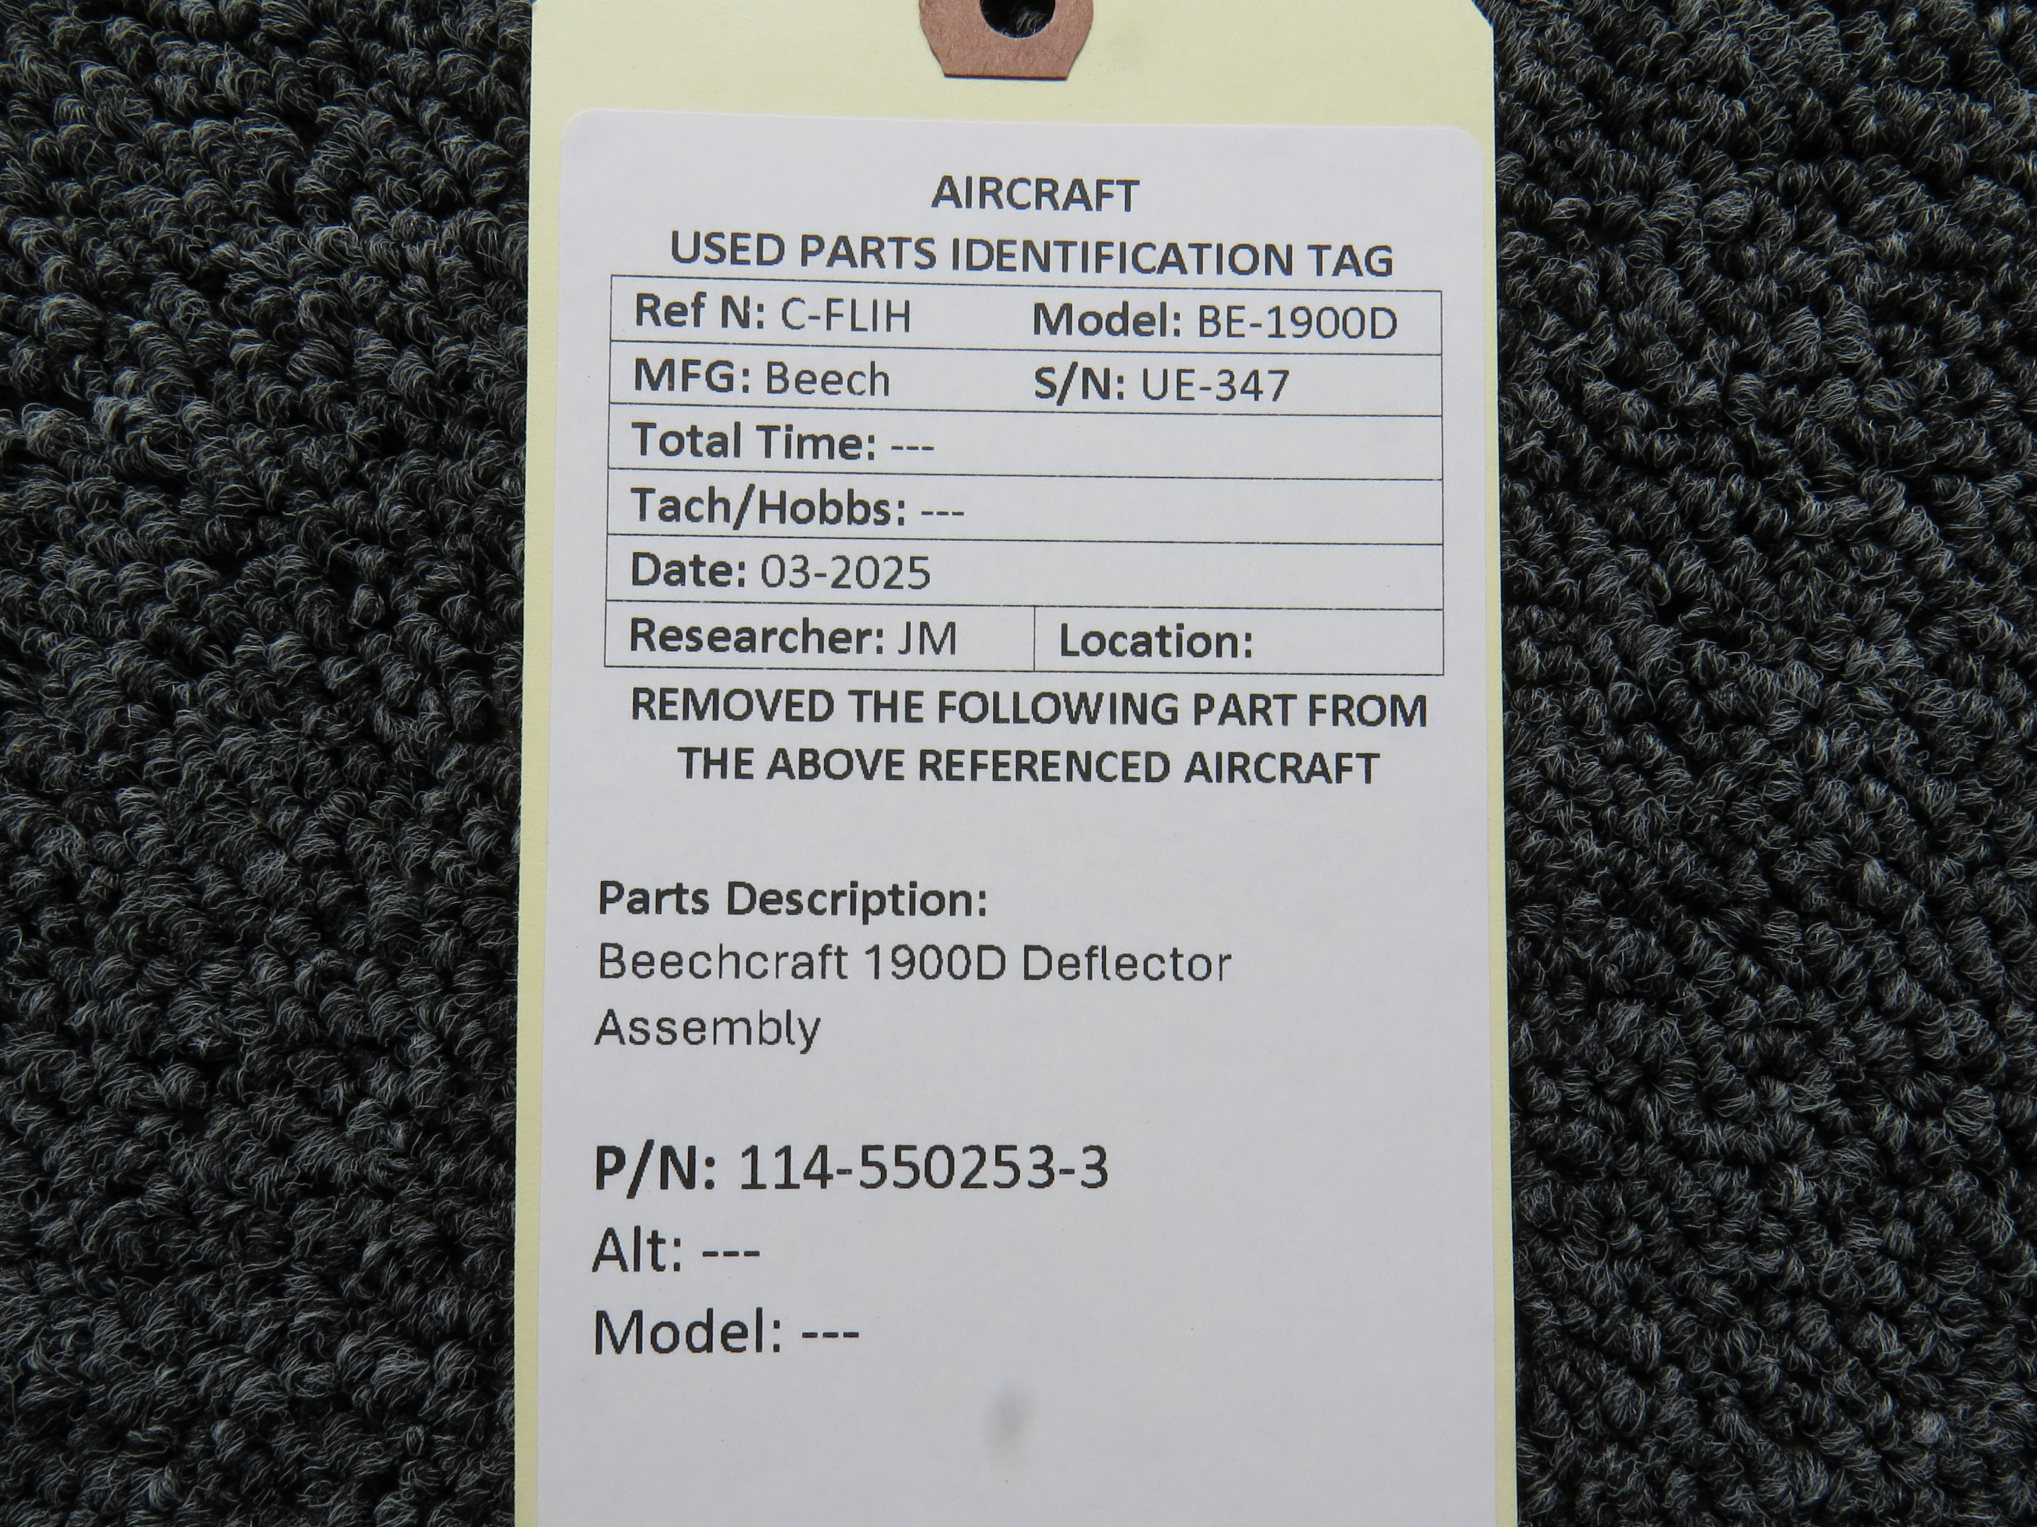 AIRCRAFT
USED PARTS IDENTIFICATION TAG
Ref N: C-FLIH Model: BE-1900D
MFG: Beech S/N: UE-347
Total Time: ---
Tach/Hobbs: ---
Date: 03-2025
Researcher: JM Location:
REMOVED THE FOLLOWING PART FROM
THE ABOVE REFERENCED AIRCRAFT
Parts Description:
Beechcraft 1900D Deflector
Assembly
P/N: 114-550253-3
Alt: ---
Model: ---